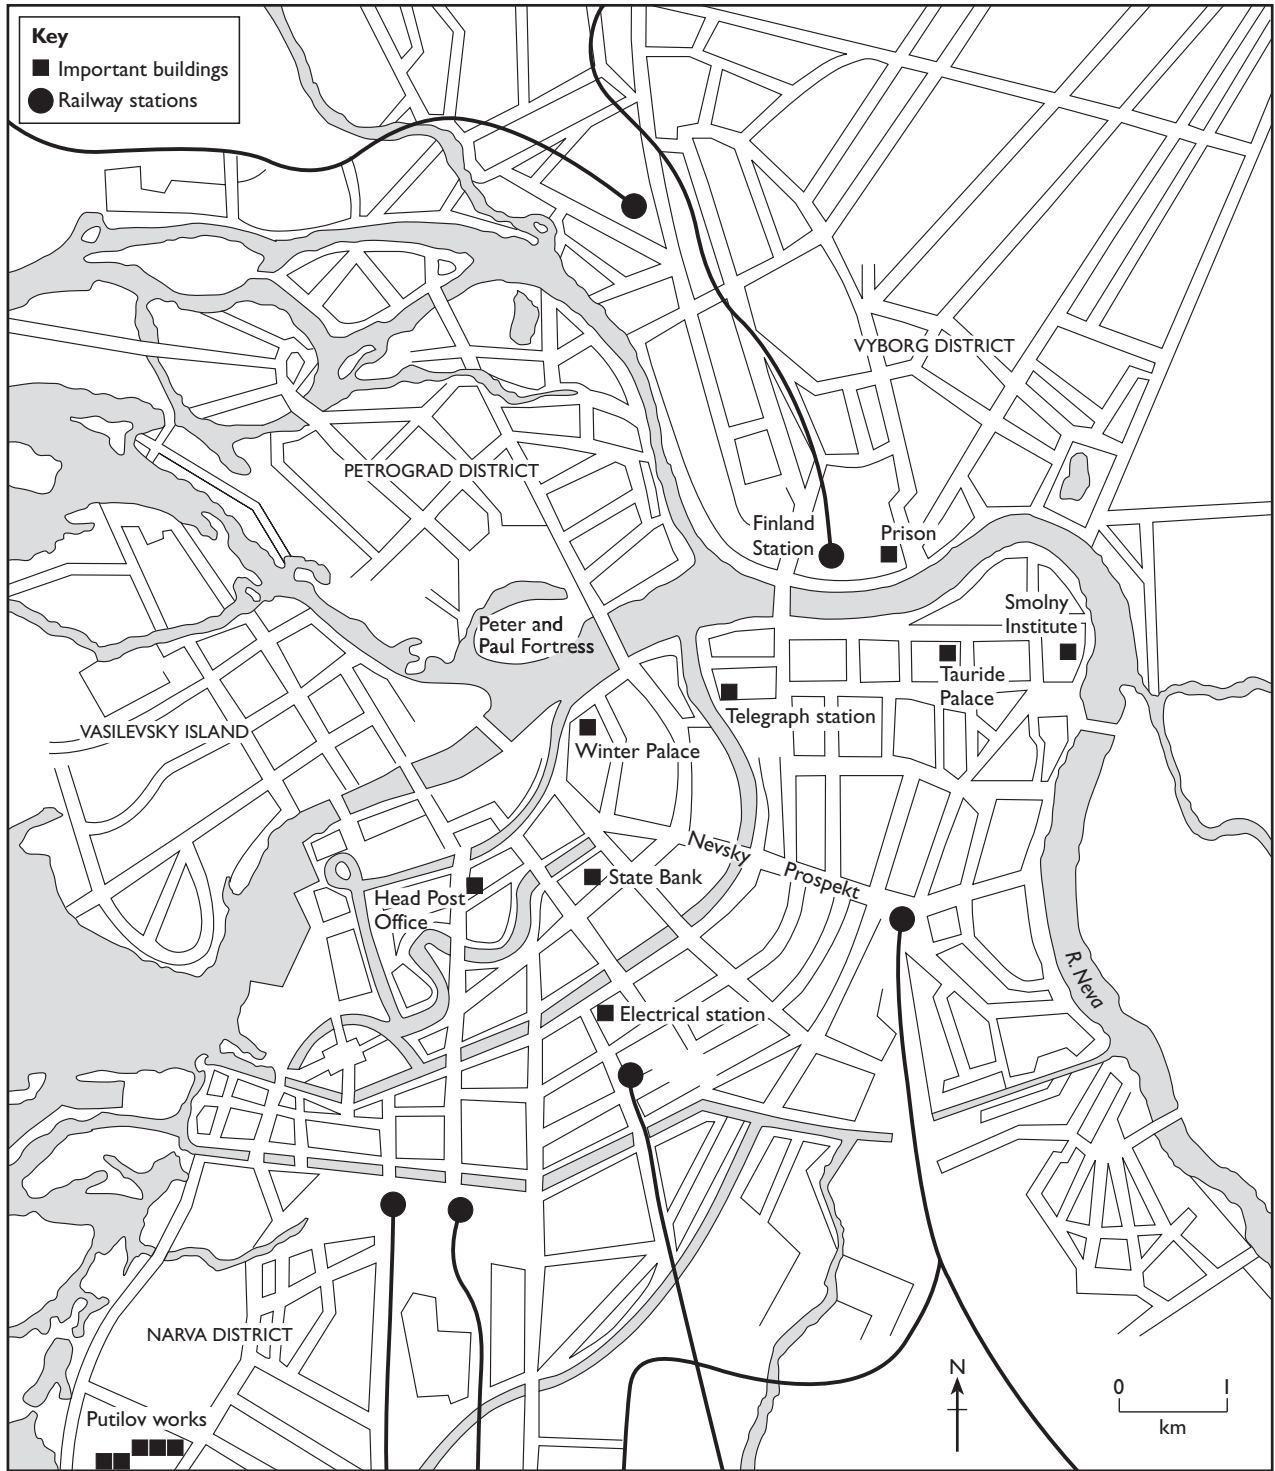 Key
Important buildings
Railway stations
VYBORG DISTRICT
PETROGRAD DISTRICT
Finland
Station
Prison
Smolny
Institute
Peter and
Paul Fortress
Tauride
Palace
Telegraph station
VASILEVSKY ISLAND
Winter Palace
Nevsky Prospekt
State Bank
Head Post
Office
R. Neva
Electrical station
NARVA DISTRICT
N
0 1
km
Putilov works